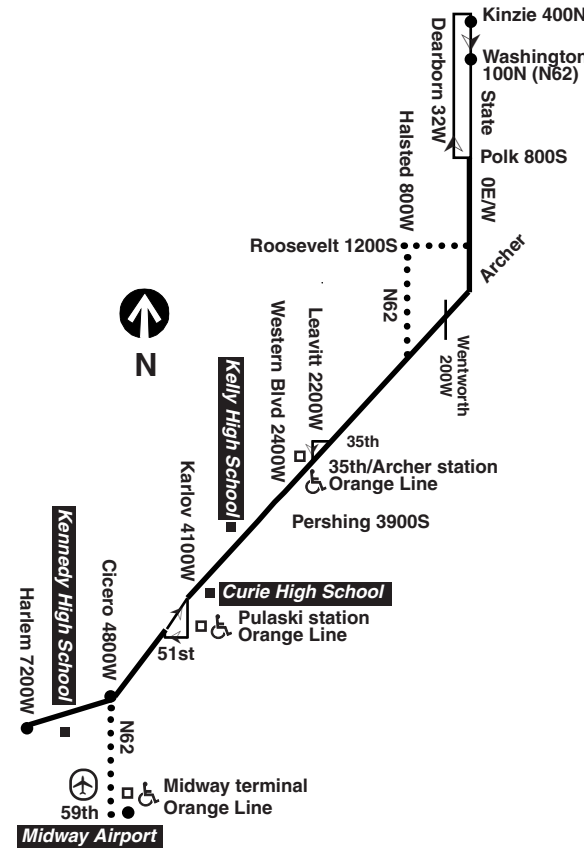 Kinzie 400N
Washington
100N (N62)
Dearborn 32W
State
Polk 800S
0E/W
Halsted 800W
Roosevelt 1200S
N62
Archer
Wentworth
200W
N
Leavitt 2200W
Western Blvd 2400W
35th
35th/Archer station
Orange Line
Kelly High School
Pershing 3900S
Karlov 4100W
Curie High School
Pulaski station
Orange Line
51st
Kennedy High School
Cicero 4800W
Harlem 7200W
N62
Midway terminal
Orange Line
59th
Midway Airport